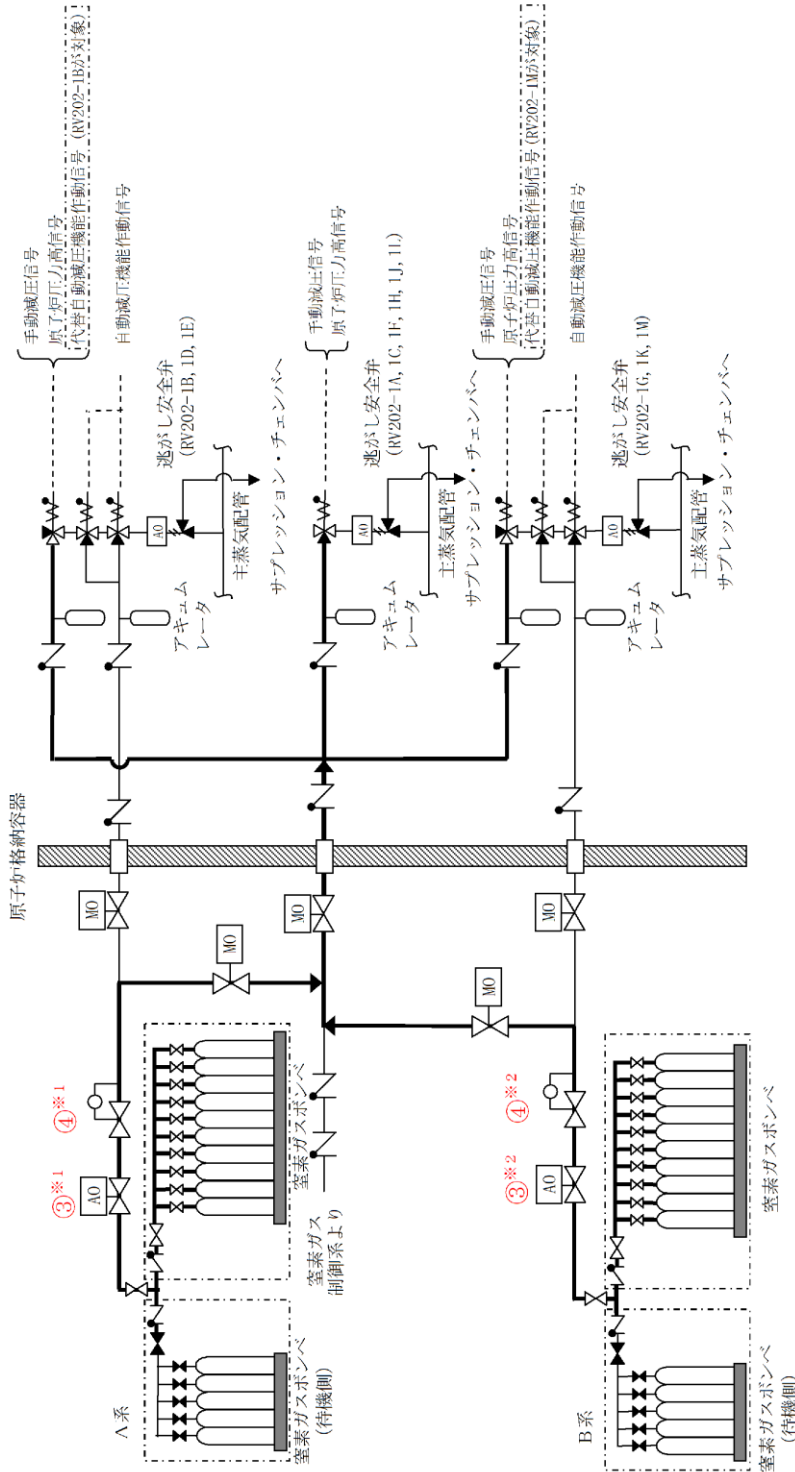 原子炉格納容器
A系
窒素ガスボンベ
(待機側)
③※1
④※1
AO
窒素ガスボンベ
MO
MO
アキュム
レータ
手動減圧信号
原子炉圧力高信号
代替自動減圧機能作動信号 (RV202-1Bが対象)
自動減圧機能作動信号
AO
逃がし安全弁
(RV202-1B, 1D, 1E)
主蒸気配管
サプレッション・チェンバへ
窒素ガス
制御系より
MO
アキュム
レータ
手動減圧信号
原子炉圧力高信号
AO
逃がし安全弁
(RV202-1A, 1C, 1F, 1H, 1J, 1L)
主蒸気配管
サプレッション・チェンバへ
B系
窒素ガスボンベ
(待機側)
③※2
④※2
AO
窒素ガスボンベ
MO
MO
アキュム
レータ
手動減圧信号
原子炉圧力高信号
代替自動減圧機能作動信号 (RV202-1Mが対象)
自動減圧機能作動信号
AO
逃がし安全弁
(RV202-1G, 1K, 1M)
主蒸気配管
サプレッション・チェンバへ